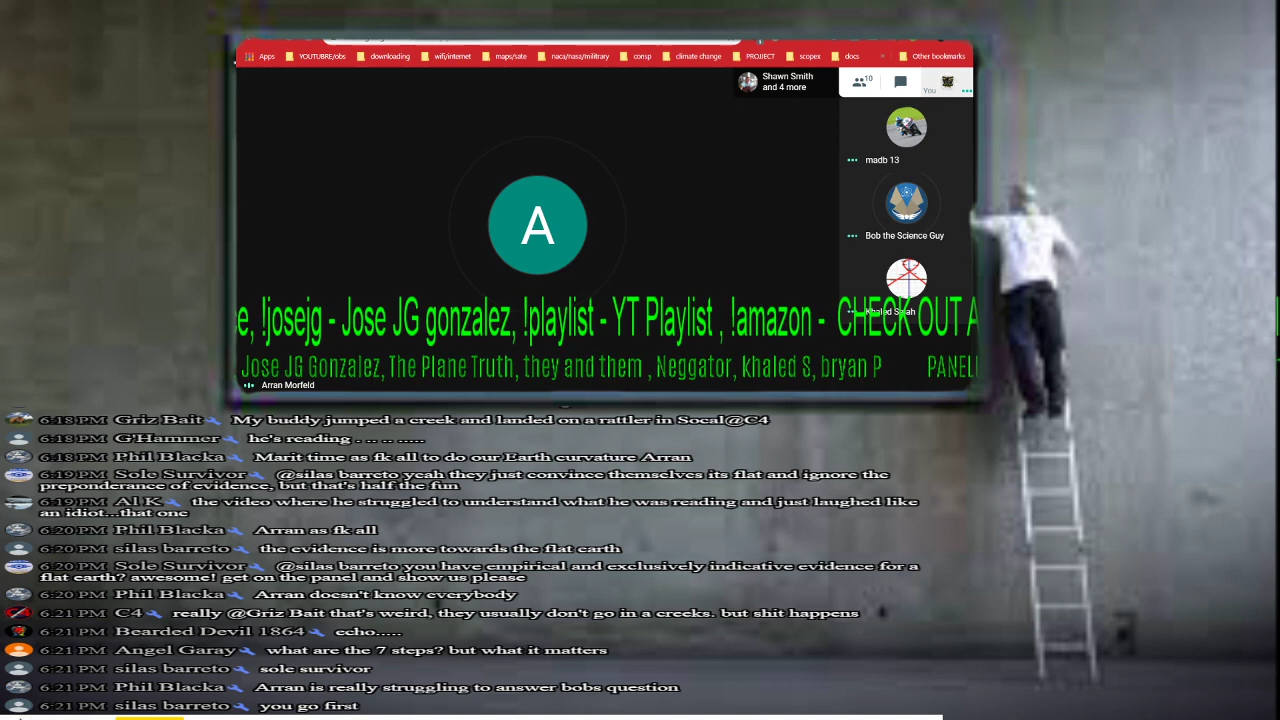 Apps YOUTUBRE/obs downloading wifi/internet maps/sate naca/nasa/militrary consp climate change PROJECT scopex docs » Other bookmarks
Shawn Smith
and 4 more
10
You
madb 13
A
Bob the Science Guy
e, !josejg - Jose JG gonzalez, !playlist - YT Playlist , !amazon - CHECK OUT A
Khaled Salah
Jose JG Gonzalez, The Plane Truth, they and them , Neggator, khaled S, bryan P PANELL
Arran Morfeld
6:18 PM Griz Bait My buddy jumped a creek and landed on a rattler in Socal@C4
6:18 PM G'Hammer he's reading . .. .. .. .....
6:18 PM Phil Blacka Marit time as fk all to do our Earth curvature Arran
6:19 PM Sole Survivor @silas barreto yeah they just convince themselves its flat and ignore the
preponderance of evidence, but that's half the fun
6:19 PM Al K the video where he struggled to understand what he was reading and just laughed like
an idiot...that one
6:20 PM Phil Blacka Arran as fk all
6:20 PM silas barreto the evidence is more towards the flat earth
6:20 PM Sole Survivor @silas barreto you have empirical and exclusively indicative evidence for a
flat earth? awesome! get on the panel and show us please
6:20 PM Phil Blacka Arran doesn't know everybody
6:21 PM C4 really @Griz Bait that's weird, they usually don't go in a creeks. but shit happens
6:21 PM Bearded Devil 1864 echo.....
6:21 PM Angel Garay what are the 7 steps? but what it matters
6:21 PM silas barreto sole survivor
6:21 PM Phil Blacka Arran is really struggling to answer bobs question
6:21 PM silas barreto you go first